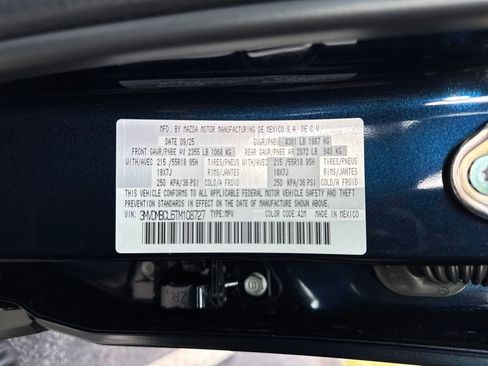 MFD. BY MAZDA MOTOR MANUFACTURING DE MEXICO S.A. DE C.V.
DATE 09/25 GVWR/PNBV 4381 LB 1987 KG
FRONT GAWR/PNBE AV 2355 LB 1068 KG REAR GAWR/PNBE AR 2072 LB 940 KG
WITH/AVEC 215 /55R18 95H TIRES/PNEUS WITH/AVEC 215 /55R18 95H TIRES/PNEUS
18X7J RIMS/JANTES 18X7J RIMS/JANTES
250 KPA/36 PSI COLD/FROID 250 KPA/36 PSI COLD/FROID
THIS VEHICLE CONFORMS TO ALL APPLICABLE FEDERAL MOTOR VEHICLE SAFETY AND THEFT
PREVENTION STANDARDS IN EFFECT ON THE DATE OF MANUFACTURE SHOWN ABOVE.
VIN: 3MVDMBCL6TM108727 TYPE:MPV COLOR CODE:42M MADE IN MEXICO
ZR